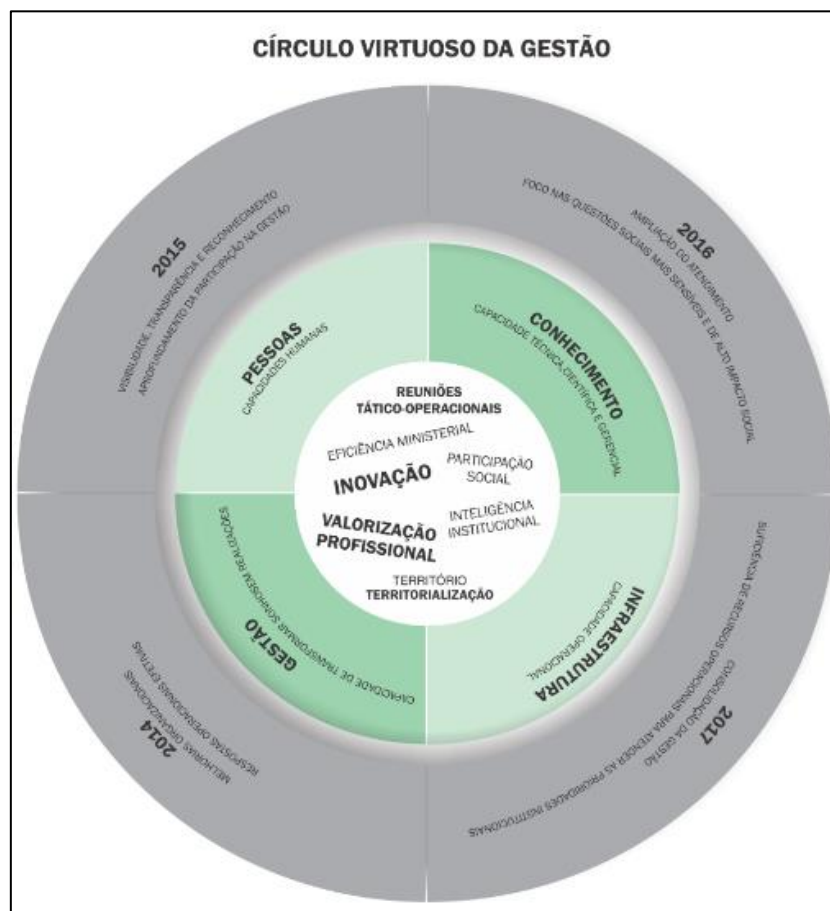 CÍRCULO VIRTUOSO DA GESTÃO
2015
VISIBILIDADE, TRANSPARÊNCIA E RECONHECIMENTO
APROFUNDAMENTO DA PARTICIPAÇÃO NA GESTÃO
2016
AMPLIAÇÃO DO ATENDIMENTO
FOCO NAS QUESTÕES SOCIAIS MAIS SENSÍVEIS E DE ALTO IMPACTO SOCIAL
PESSOAS
CAPACIDADES HUMANAS
CONHECIMENTO
CAPACIDADE TÉCNICA,CIENTÍFICA E GERENCIAL
REUNIÕES
TÁTICO-OPERACIONAIS
EFICIÊNCIA MINISTERIAL
INOVAÇÃO
PARTICIPAÇÃO
SOCIAL
VALORIZAÇÃO
PROFISSIONAL
INTELIGÊNCIA
INSTITUCIONAL
TERRITÓRIO
TERRITORIALIZAÇÃO
GESTÃO
CAPACIDADE DE TRANSFORMAR SONHOSEM REALIZAÇÕES
INFRAESTRUTURA
CAPACIDADE OPERACIONAL
2014
MELHORIAS ORGANIZACIONAIS
RESPOSTAS OPERACIONAIS EFETIVAS
2017
CONSOLIDAÇÃO DA GESTÃO
SUFICIÊNCIA DE RECURSOS OPERACIONAIS PARA ATENDER AS PRIORIDADES INSTITUCIONAIS